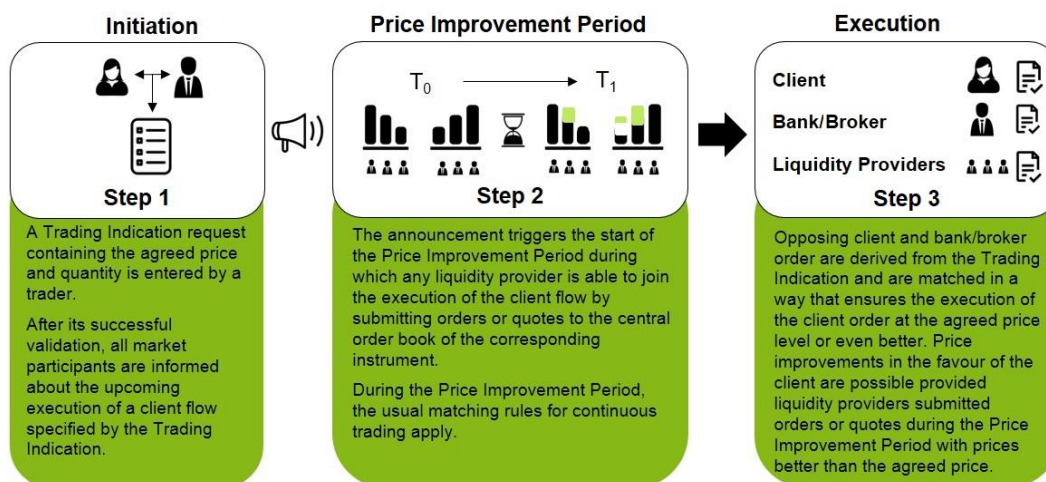 Initiation
Price Improvement Period
Execution
T0
T1
Client
Bank/Broker
Liquidity Providers
Step 1
Step 2
Step 3
A Trading Indication request
containing the agreed price
and quantity is entered by a
trader.
After its successful
validation, all market
participants are informed
about the upcoming
execution of a client flow
specified by the Trading
Indication.
The announcement triggers the start of
the Price Improvement Period during
which any liquidity provider is able to join
the execution of the client flow by
submitting orders or quotes to the central
order book of the corresponding
instrument.
During the Price Improvement Period,
the usual matching rules for continuous
trading apply.
Opposing client and bank/broker
order are derived from the Trading
Indication and are matched in a
way that ensures the execution of
the client order at the agreed price
level or even better. Price
improvements in the favour of the
client are possible provided
liquidity providers submitted
orders or quotes during the Price
Improvement Period with prices
better than the agreed price.